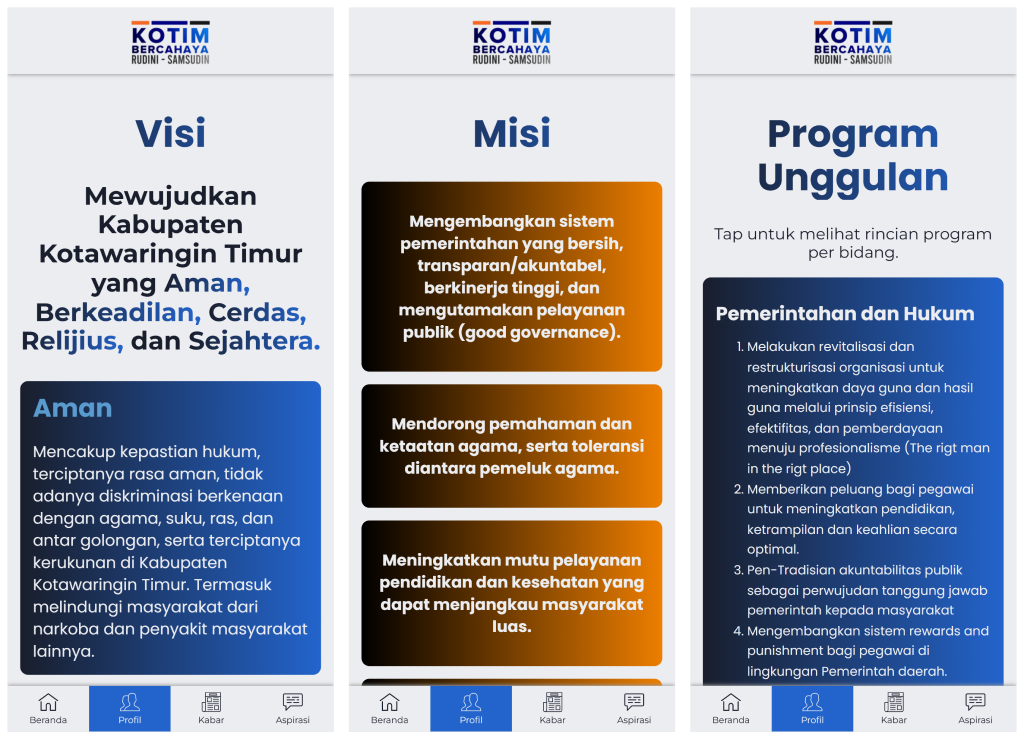 KOTIM
BERCAHAYA
RUDINI - SAMSUDIN
Visi
Mewujudkan
Kabupaten
Kotawaringin Timur
yang Aman,
Berkeadilan, Cerdas,
Relijius, dan Sejahtera.
Aman
Mencakup kepastian hukum,
terciptanya rasa aman, tidak
adanya diskriminasi berkenaan
dengan agama, suku, ras, dan
antar golongan, serta terciptanya
kerukunan di Kabupaten
Kotawaringin Timur. Termasuk
melindungi masyarakat dari
narkoba dan penyakit masyarakat
lainnya.
Beranda
Profil
Kabar
Aspirasi
KOTIM
BERCAHAYA
RUDINI - SAMSUDIN
Misi
Mengembangkan sistem
pemerintahan yang bersih,
transparan/akuntabel,
berkinerja tinggi, dan
mengutamakan pelayanan
publik (good governance).
Mendorong pemahaman dan
ketaatan agama, serta toleransi
diantara pemeluk agama.
Meningkatkan mutu pelayanan
pendidikan dan kesehatan yang
dapat menjangkau masyarakat
luas.
Beranda
Profil
Kabar
Aspirasi
KOTIM
BERCAHAYA
RUDINI - SAMSUDIN
Program
Unggulan
Tap untuk melihat rincian program
per bidang.
Pemerintahan dan Hukum
1. Melakukan revitalisasi dan
restrukturisasi organisasi untuk
meningkatkan daya guna dan hasil
guna melalui prinsip efisiensi,
efektifitas, dan pemberdayaan
menuju profesionalisme (The rigt man
in the rigt place)
2. Memberikan peluang bagi pegawai
untuk meningkatkan pendidikan,
ketrampilan dan keahlian secara
optimal.
3. Pen-Tradisian akuntabilitas publik
sebagai perwujudan tanggung jawab
pemerintah kepada masyarakat
4. Mengembangkan sistem rewards and
punishment bagi pegawai di
lingkungan Pemerintah daerah.
Beranda
Profil
Kabar
Aspirasi